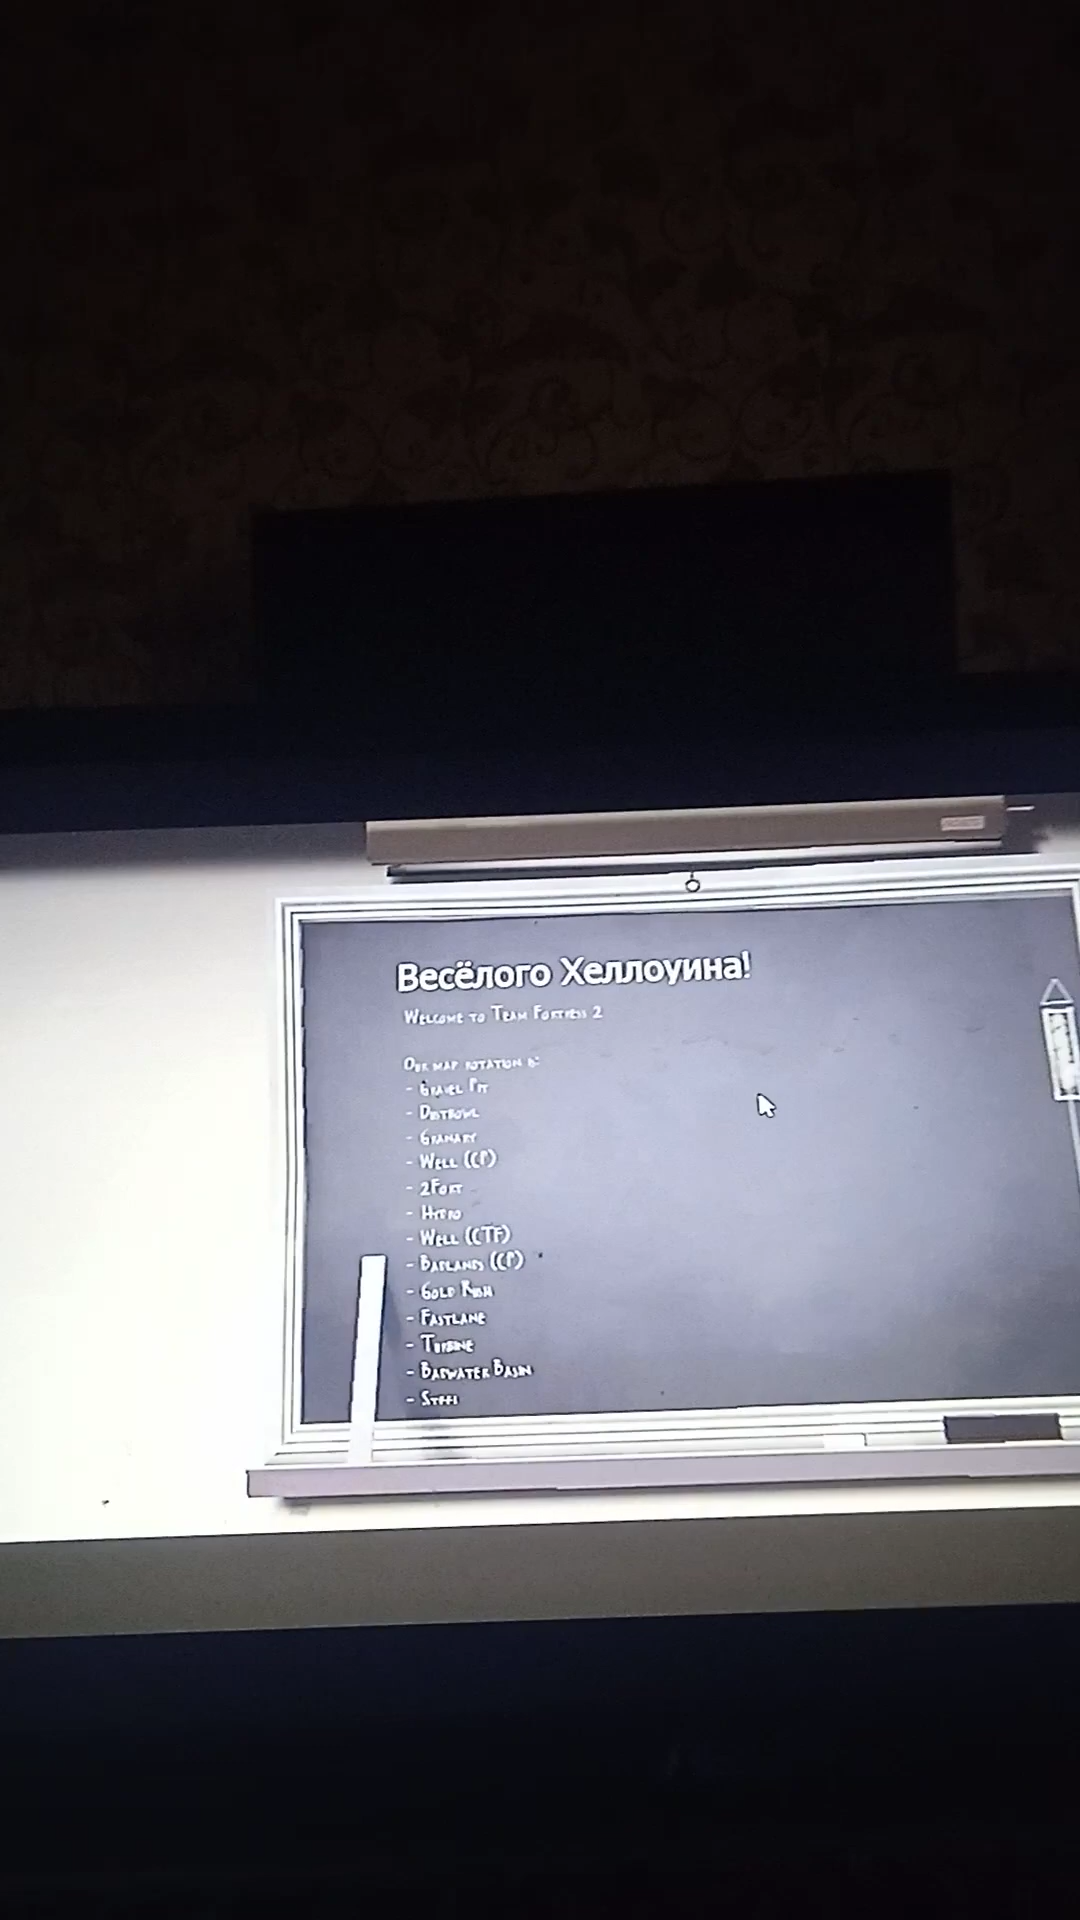 Весёлого Хеллоуина!
Welcome to Team Fortress 2
Our map rotation is:
- Gravel Pit
- Dustbowl
- Granary
- Well (CP)
- 2Fort
- Hydro
- Well (CTF)
- Badlands (CP)
- Gold Rush
- Fastlane
- Turbine
- Badwater Basin
- Steel